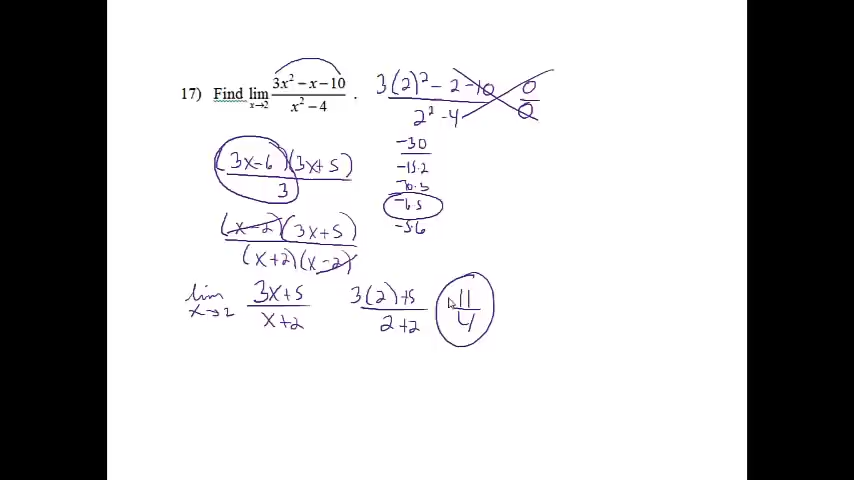 17) Find lim x→2 (3x² − x − 10)/(x² − 4) .
(3(2)² − 2 − 10)/(2² − 4) 0/0
−30
−15·2
−10·3
−6·5
−5·6
(3x−6)(3x+5)/3
(x−2)(3x+5)/(x+2)(x−2)
lim x→2 (3x+5)/(x+2) (3(2)+5)/(2+2) 11/4